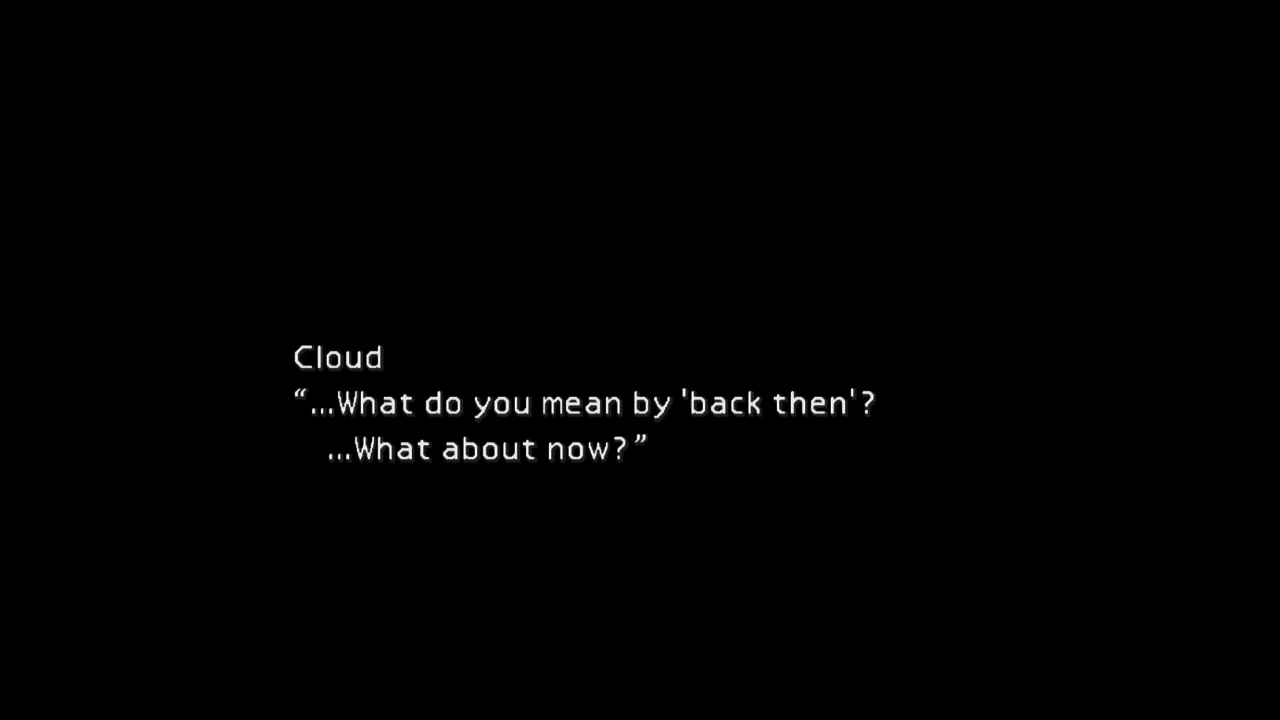 Cloud
“...What do you mean by 'back then'?
...What about now?”